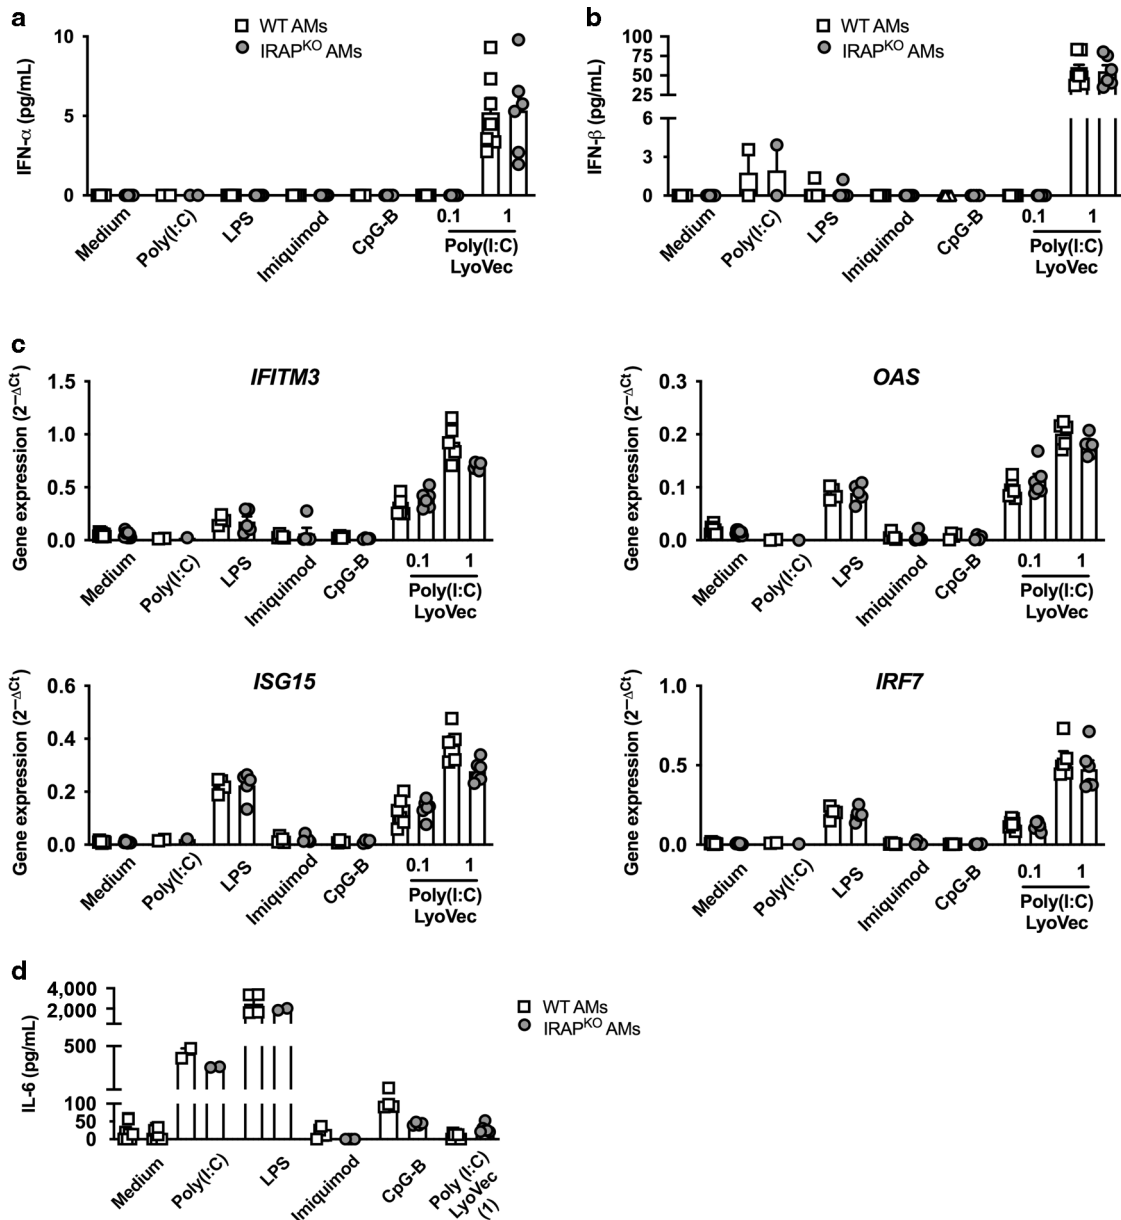 a
WT AMs
IRAPKO AMs
IFN-α (pg/mL)
10
5
0
Medium
Poly(I:C)
LPS
Imiquimod
CpG-B
0.1
1
Poly(I:C)
LyoVec
b
WT AMs
IRAPKO AMs
IFN-β (pg/mL)
100
75
50
25
6
3
0
Medium
Poly(I:C)
LPS
Imiquimod
CpG-B
0.1
1
Poly(I:C)
LyoVec
c
IFITM3
Gene expression (2–ΔCt)
1.5
1.0
0.5
0.0
Medium
Poly(I:C)
LPS
Imiquimod
CpG-B
0.1
1
Poly(I:C)
LyoVec
OAS
Gene expression (2–ΔCt)
0.3
0.2
0.1
0.0
Medium
Poly(I:C)
LPS
Imiquimod
CpG-B
0.1
1
Poly(I:C)
LyoVec
ISG15
Gene expression (2–ΔCt)
0.6
0.4
0.2
0.0
Medium
Poly(I:C)
LPS
Imiquimod
CpG-B
0.1
1
Poly(I:C)
LyoVec
IRF7
Gene expression (2–ΔCt)
1.0
0.5
0.0
Medium
Poly(I:C)
LPS
Imiquimod
CpG-B
0.1
1
Poly(I:C)
LyoVec
d
IL-6 (pg/mL)
4,000
2,000
500
100
50
0
WT AMs
IRAPKO AMs
Medium
Poly(I:C)
LPS
Imiquimod
CpG-B
Poly (I:C)
LyoVec
(1)